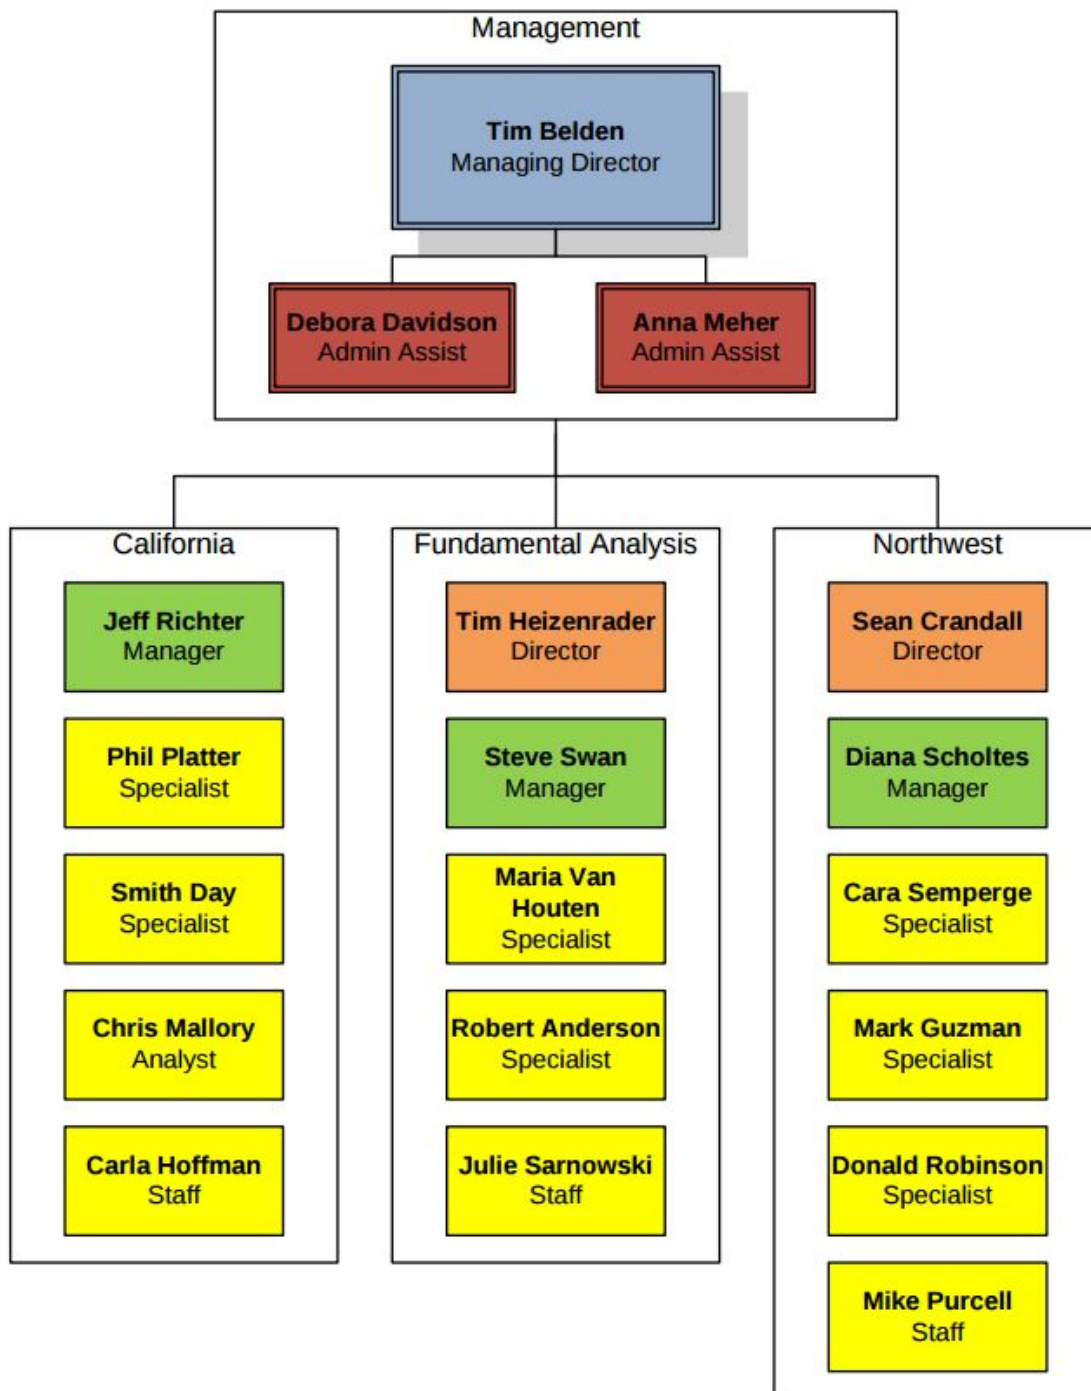 Management
Tim Belden
Managing Director
Debora Davidson
Admin Assist
Anna Meher
Admin Assist
California
Jeff Richter
Manager
Phil Platter
Specialist
Smith Day
Specialist
Chris Mallory
Analyst
Carla Hoffman
Staff
Fundamental Analysis
Tim Heizenrader
Director
Steve Swan
Manager
Maria Van
Houten
Specialist
Robert Anderson
Specialist
Julie Sarnowski
Staff
Northwest
Sean Crandall
Director
Diana Scholtes
Manager
Cara Semperge
Specialist
Mark Guzman
Specialist
Donald Robinson
Specialist
Mike Purcell
Staff